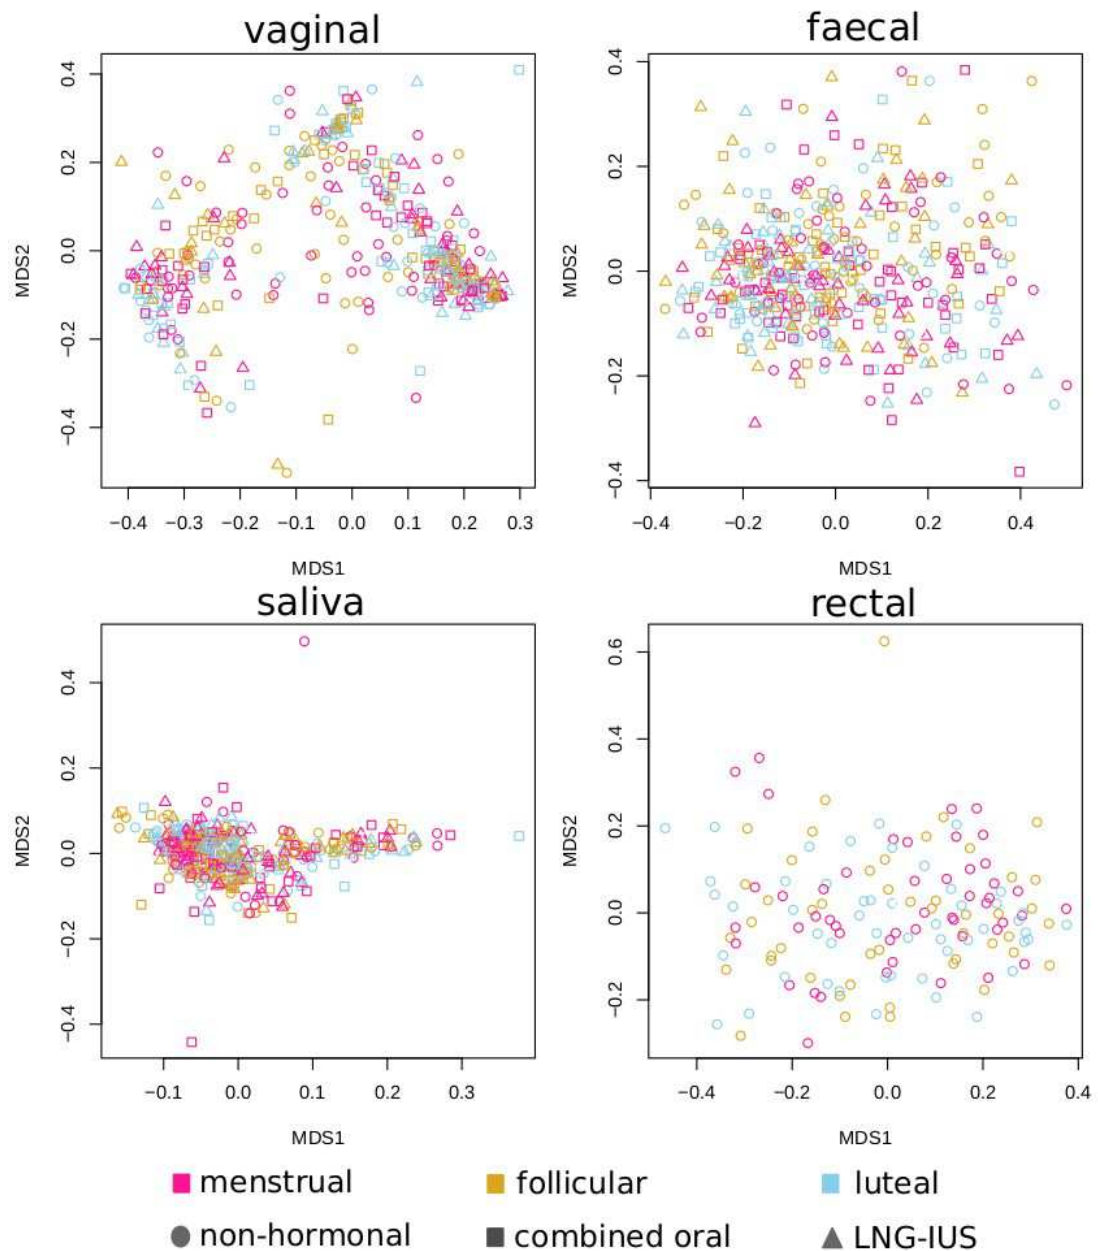 vaginal faecal
0.4 0.2 0.0 −0.2 −0.4
MDS2
−0.4 −0.3 −0.2 −0.1 0.0 0.1 0.2 0.3
MDS1
0.4 0.2 0.0 −0.2 −0.4
MDS2
−0.4 −0.2 0.0 0.2 0.4
MDS1
saliva rectal
0.4 0.2 0.0 −0.2 −0.4
MDS2
−0.1 0.0 0.1 0.2 0.3
MDS1
0.6 0.4 0.2 0.0 −0.2
MDS2
−0.4 −0.2 0.0 0.2 0.4
MDS1
menstrual follicular luteal
non-hormonal combined oral LNG-IUS